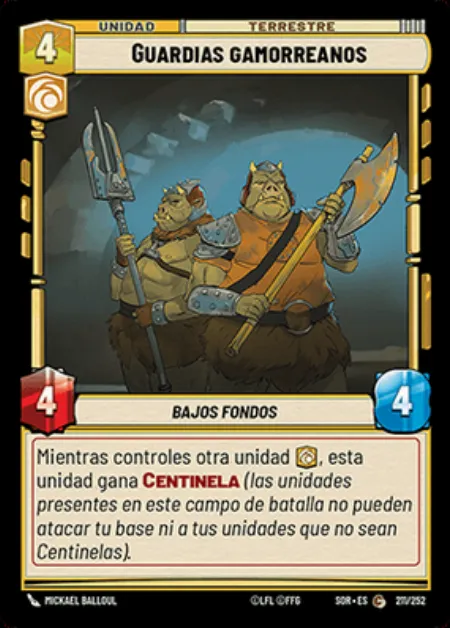 UNIDAD
TERRESTRE
4
GUARDIAS GAMORREANOS
4
BAJOS FONDOS
4
Mientras controles otra unidad , esta
unidad gana CENTINELA (las unidades
presentes en este campo de batalla no pueden
atacar tu base ni a tus unidades que no sean
Centinelas).
MICKAEL BALLOUL
©LFL ©FFG
SOR • ES
C
211/252